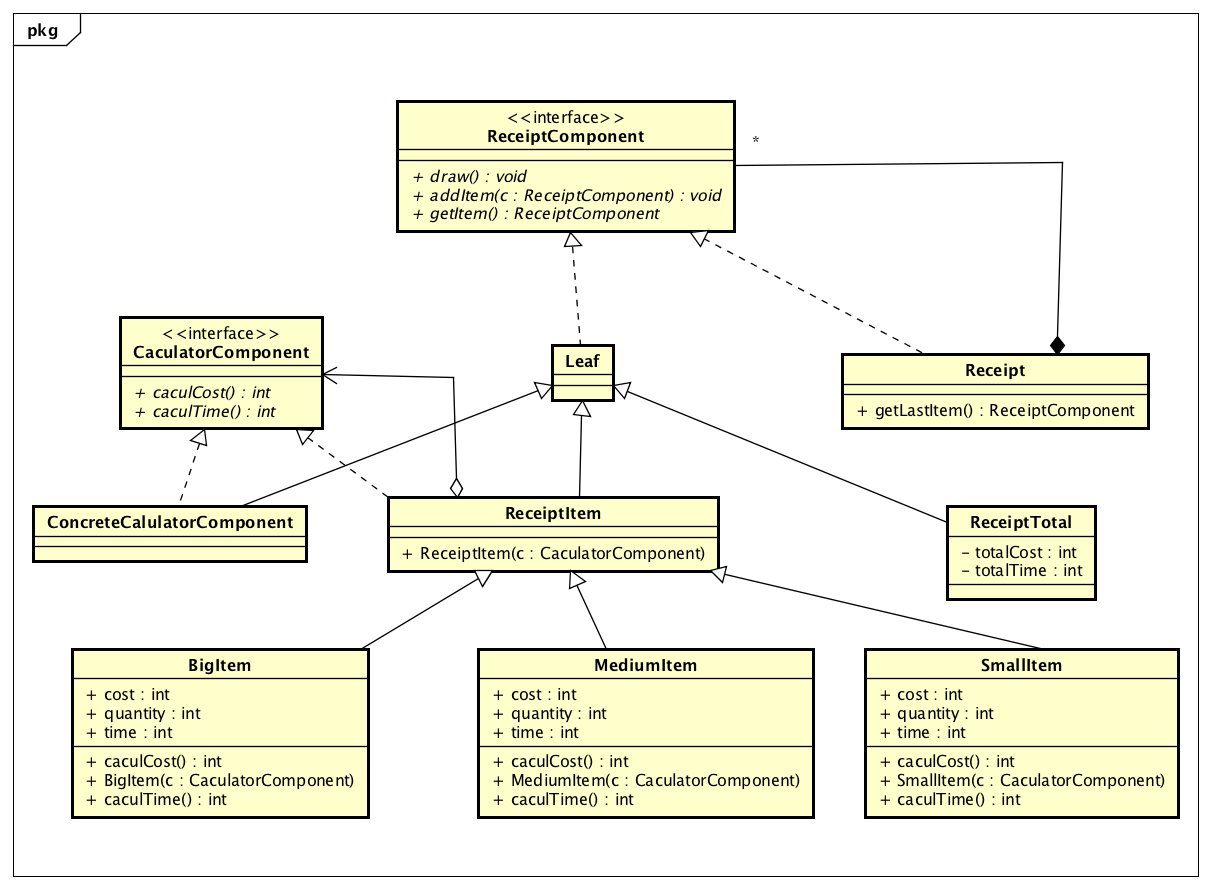 pkg
<<interface>>
ReceiptComponent
*
+ draw() : void
+ addItem(c : ReceiptComponent) : void
+ getItem() : ReceiptComponent
<<interface>>
CaculatorComponent
+ caculCost() : int
+ caculTime() : int
Leaf
Receipt
+ getLastItem() : ReceiptComponent
ConcreteCalulatorComponent
ReceiptItem
+ ReceiptItem(c : CaculatorComponent)
ReceiptTotal
- totalCost : int
- totalTime : int
BigItem
+ cost : int
+ quantity : int
+ time : int
+ caculCost() : int
+ BigItem(c : CaculatorComponent)
+ caculTime() : int
MediumItem
+ cost : int
+ quantity : int
+ time : int
+ caculCost() : int
+ MediumItem(c : CaculatorComponent)
+ caculTime() : int
SmallItem
+ cost : int
+ quantity : int
+ time : int
+ caculCost() : int
+ SmallItem(c : CaculatorComponent)
+ caculTime() : int